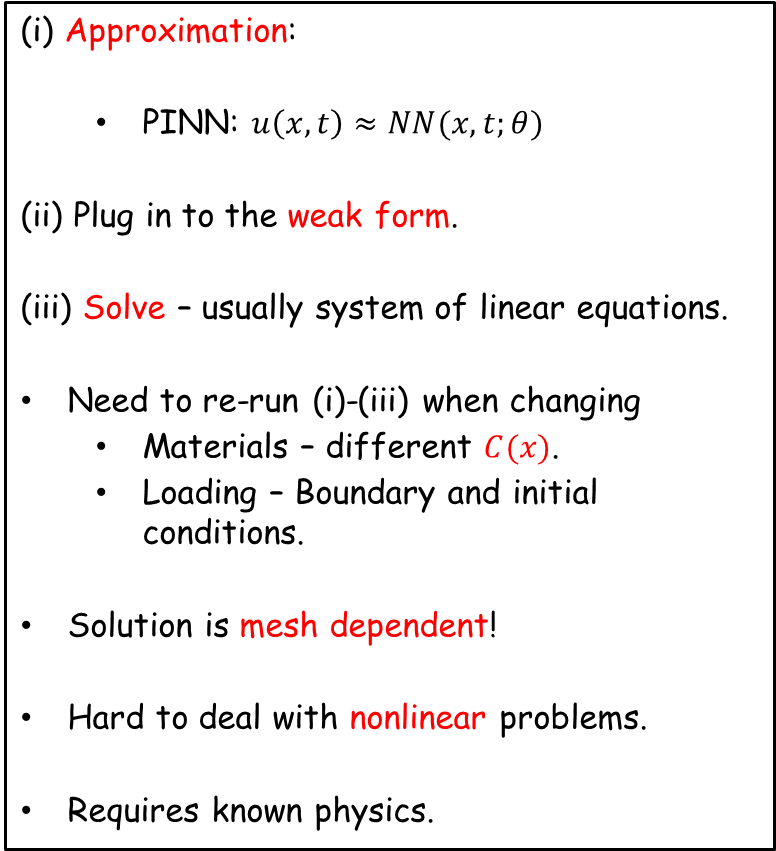 (i) Approximation:
• PINN: u(x, t) ≈ NN(x, t; θ)
(ii) Plug in to the weak form.
(iii) Solve – usually system of linear equations.
• Need to re-run (i)-(iii) when changing
• Materials – different C(x).
• Loading – Boundary and initial
conditions.
• Solution is mesh dependent!
• Hard to deal with nonlinear problems.
• Requires known physics.